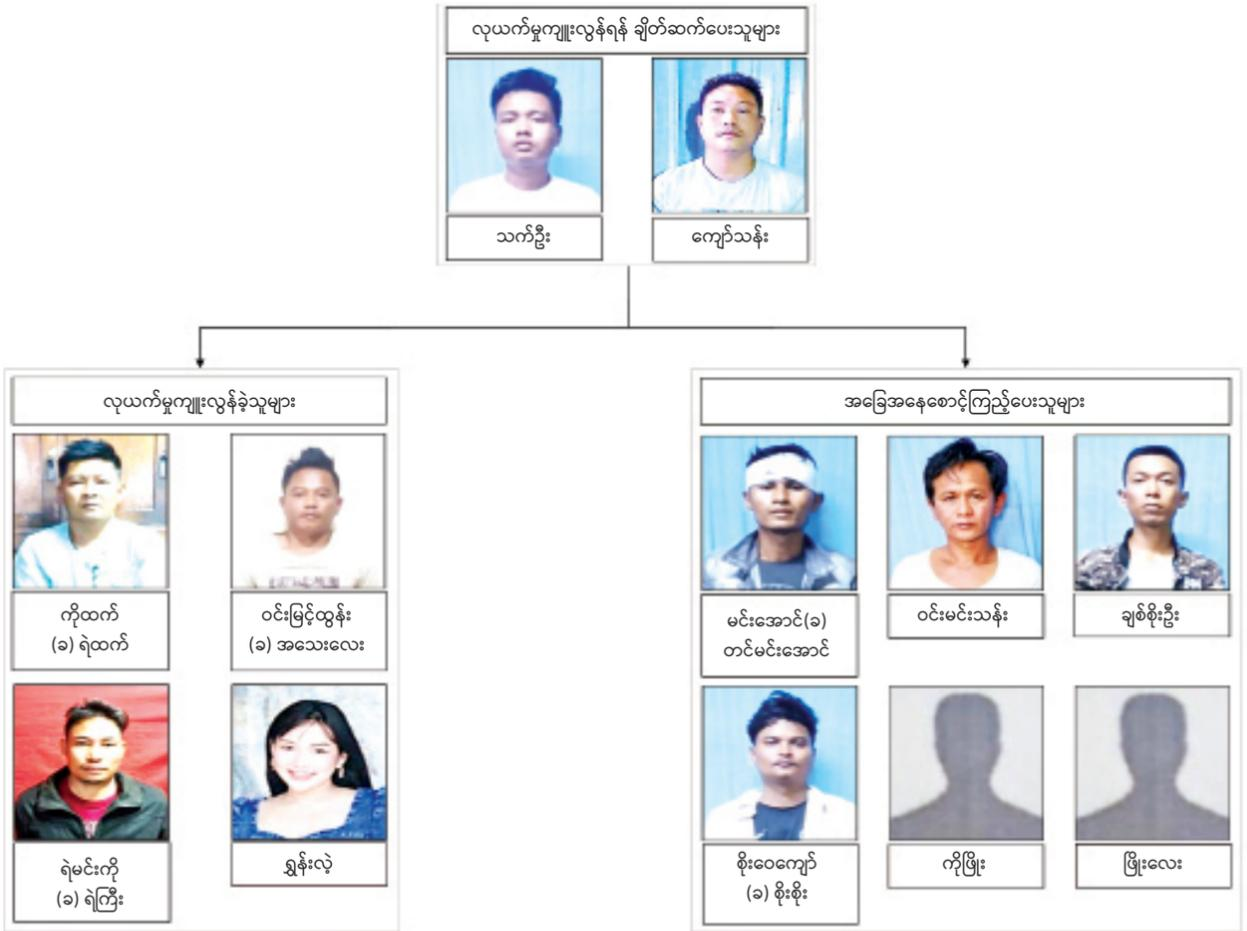 လုယက်မှုကျူးလွန်ရန် ချိတ်ဆက်ပေးသူများ
သက်ဦး
ကျော်သန်း
လုယက်မှုကျူးလွန်ခဲ့သူများ
ကိုထက်
(ခ) ရဲထက်
ဝင်းမြင့်ထွန်း
(ခ) အသေးလေး
ရဲမင်းကို
(ခ) ရဲကြီး
ရွှန်းလဲ့
အခြေအနေစောင့်ကြည့်ပေးသူများ
မင်းအောင်(ခ)
တင်မင်းအောင်
ဝင်းမင်းသန်း
ချစ်စိုးဦး
စိုးဝေကျော်
(ခ) စိုးစိုး
ကိုဖြိုး
ဖြိုးလေး